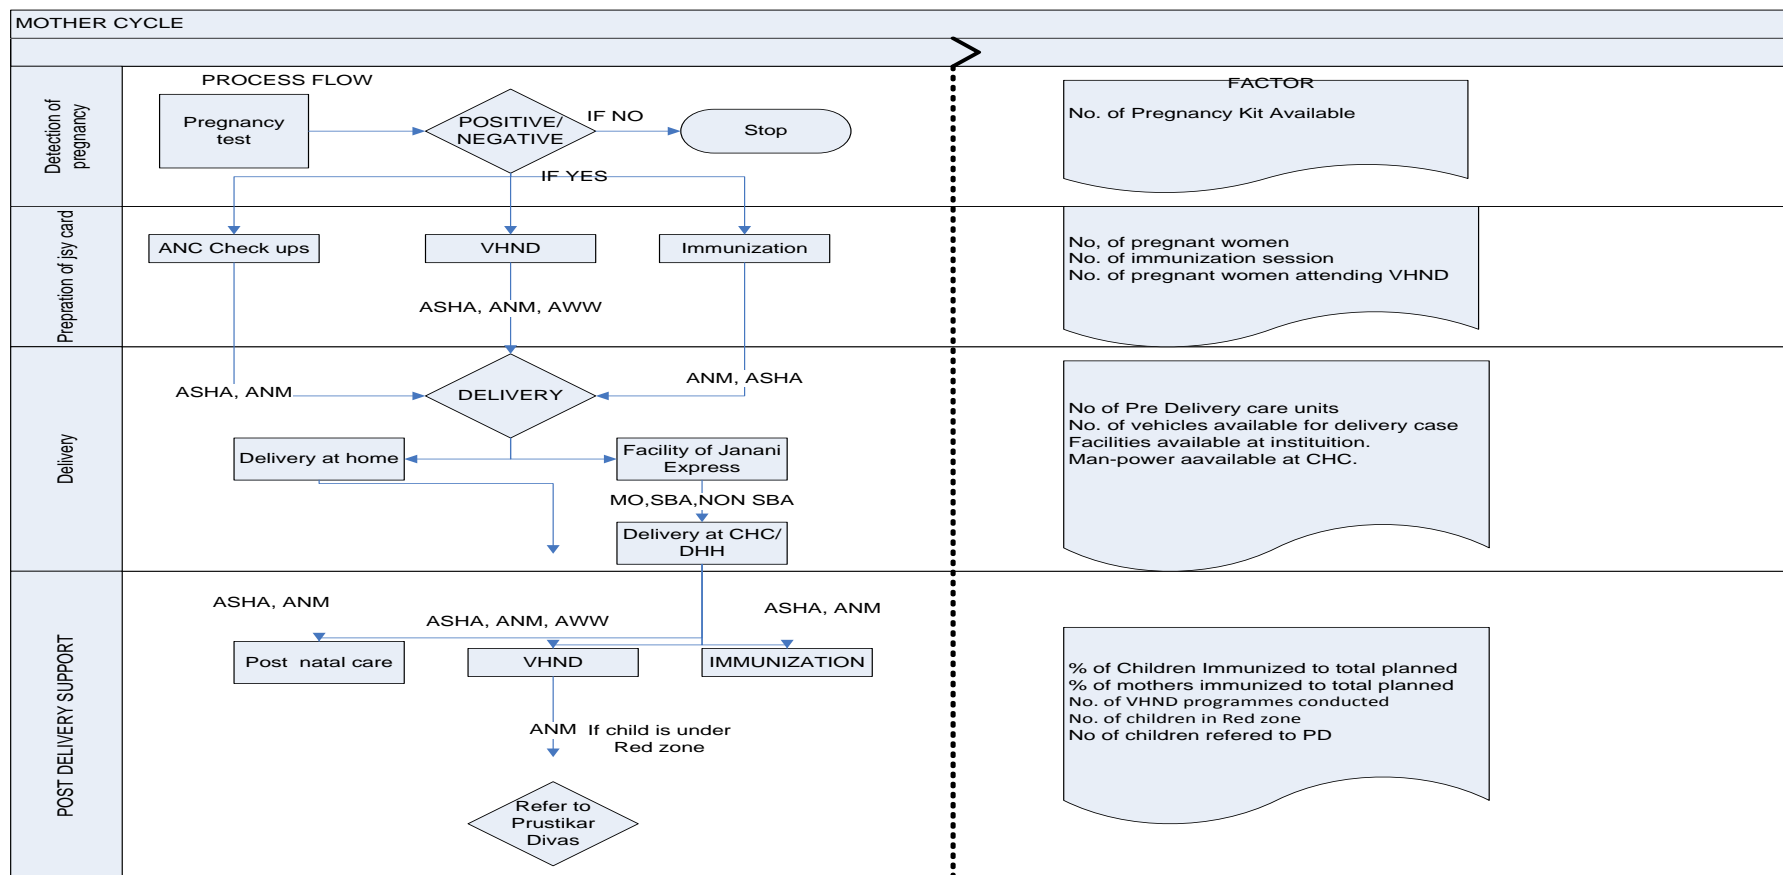 MOTHER CYCLE
PROCESS FLOW
FACTOR
Detection of
pregnancy
Pregnancy
test
POSITIVE/
NEGATIVE
IF NO
Stop
IF YES
No. of Pregnancy Kit Available
Prepration of jsy card
ANC Check ups
VHND
Immunization
ASHA, ANM, AWW
No, of pregnant women
No. of immunization session
No. of pregnant women attending VHND
Delivery
ASHA, ANM
DELIVERY
ANM, ASHA
Delivery at home
Facility of Janani
Express
MO,SBA,NON SBA
Delivery at CHC/
DHH
No of Pre Delivery care units
No. of vehicles available for delivery case
Facilities available at instituition.
Man-power aavailable at CHC.
POST DELIVERY SUPPORT
ASHA, ANM
ASHA, ANM, AWW
ASHA, ANM
Post natal care
VHND
IMMUNIZATION
ANM
If child is under
Red zone
Refer to
Prustikar
Divas
% of Children Immunized to total planned
% of mothers immunized to total planned
No. of VHND programmes conducted
No. of children in Red zone
No of children refered to PD